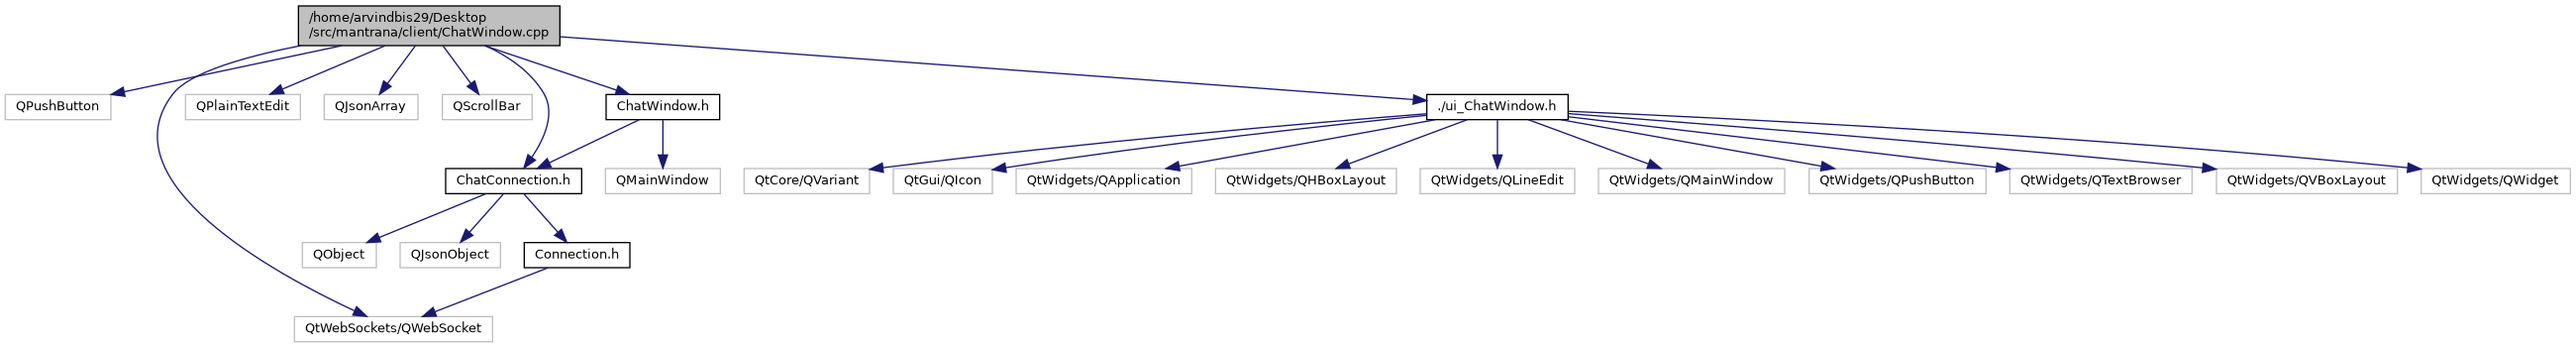 /home/arvindbis29/Desktop
/src/mantrana/client/ChatWindow.cpp
QPushButton
QPlainTextEdit
QJsonArray
QScrollBar
ChatWindow.h
./ui_ChatWindow.h
ChatConnection.h
QMainWindow
QtCore/QVariant
QtGui/QIcon
QtWidgets/QApplication
QtWidgets/QHBoxLayout
QtWidgets/QLineEdit
QtWidgets/QMainWindow
QtWidgets/QPushButton
QtWidgets/QTextBrowser
QtWidgets/QVBoxLayout
QtWidgets/QWidget
QObject
QJsonObject
Connection.h
QtWebSockets/QWebSocket